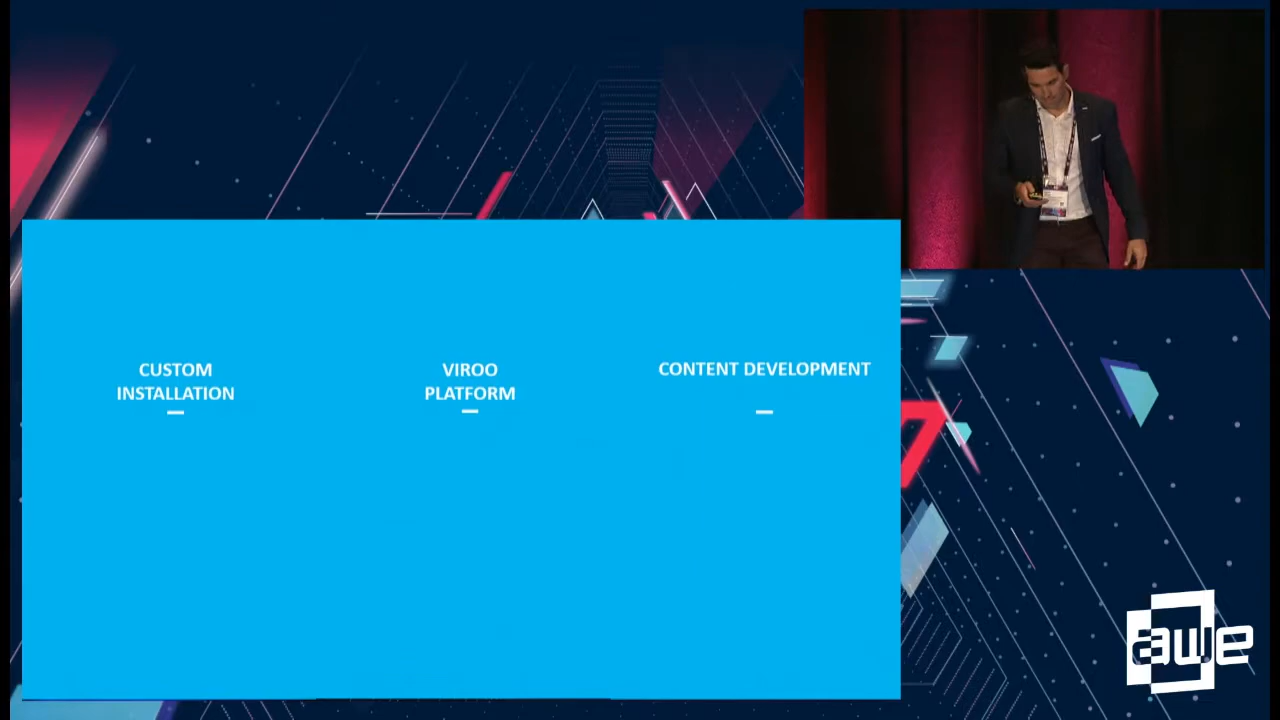 CUSTOM
INSTALLATION
VIROO
PLATFORM
CONTENT DEVELOPMENT
awe